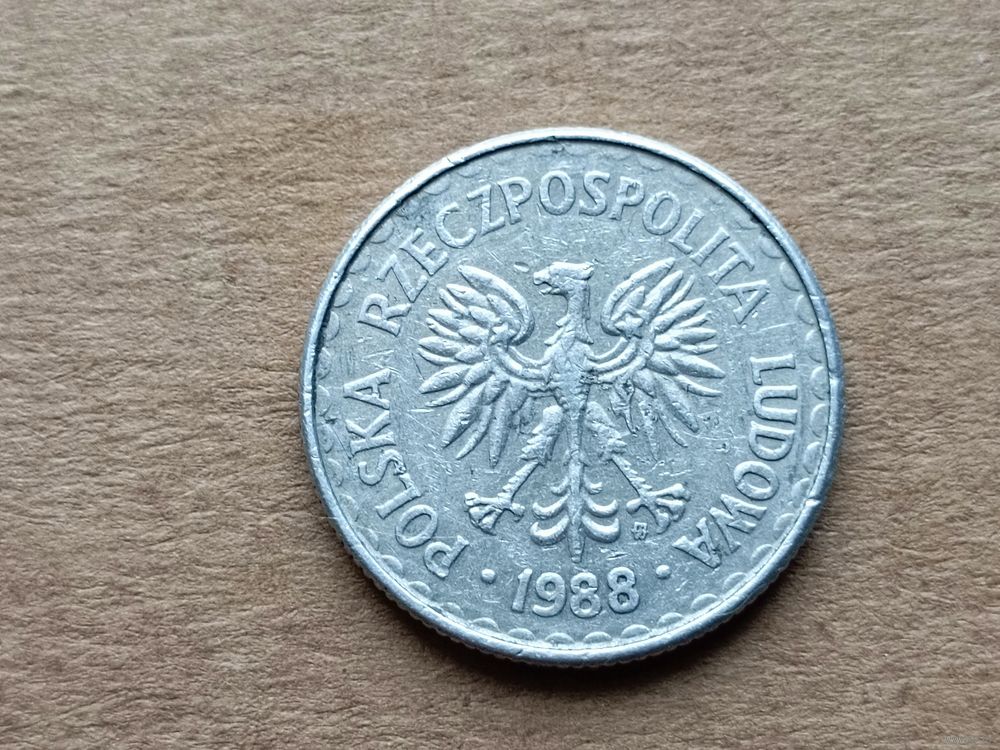 POLSKA RZECZPOSPOLITA LUDOWA
· 1988 ·